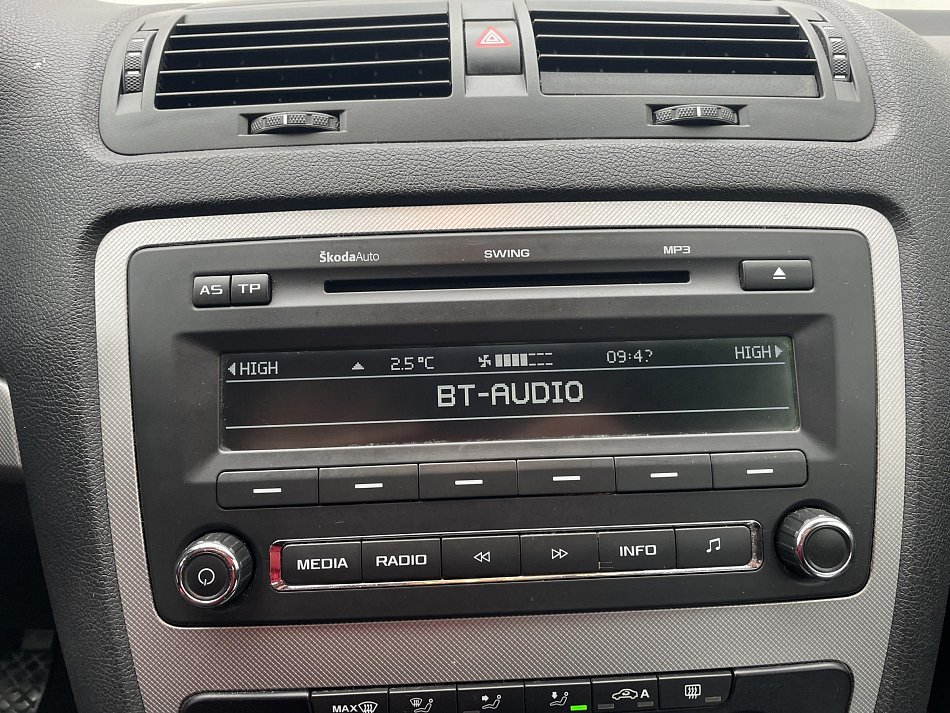 ŠkodaAuto SWING MP3
AS TP
HIGH 2.5°C HIGH
BT-AUDIO
MEDIA RADIO INFO
MAX A